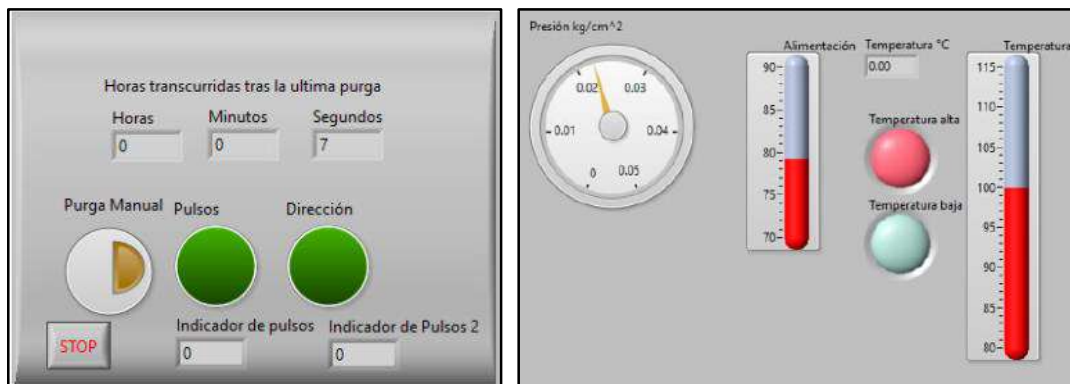 Horas transcurridas tras la ultima purga
Horas Minutos Segundos
0 0 7
Purga Manual Pulsos Dirección
Indicador de pulsos Indicador de Pulsos 2
STOP 0 0
Presión kg/cm^2
0.02 0.03
0.01 0.04
0 0.05
Alimentación
90
85
80
75
70
Temperatura °C
0.00
Temperatura alta
Temperatura baja
Temperatura
115
110
105
100
95
90
85
80